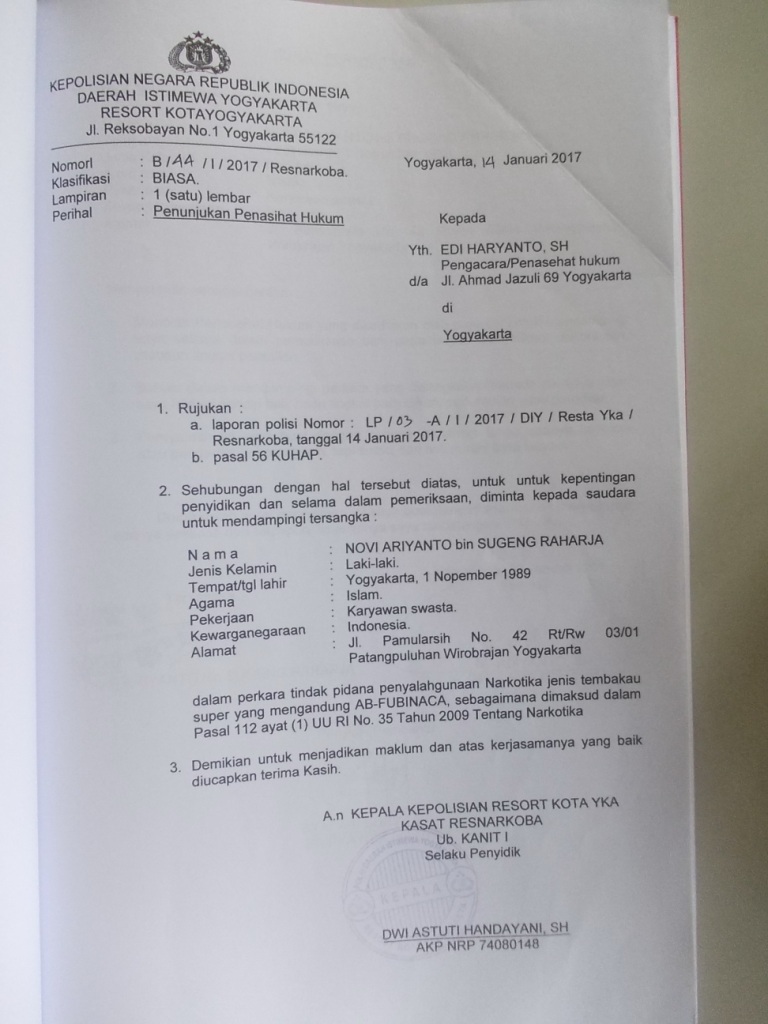 KEPOLISIAN NEGARA REPUBLIK INDONESIA
DAERAH ISTIMEWA YOGYAKARTA
RESORT KOTAYOGYAKARTA
Jl. Reksobayan No.1 Yogyakarta 55122
Nomorl : B / AA / I / 2017 / Resnarkoba.
Klasifikasi : BIASA.
Lampiran : 1 (satu) lembar
Perihal : Penunjukan Penasihat Hukum
Yogyakarta, 14 Januari 2017
Kepada
Yth. EDI HARYANTO, SH
Pengacara/Penasehat hukum
d/a Jl. Ahmad Jazuli 69 Yogyakarta
di
Yogyakarta
1. Rujukan :
a. laporan polisi Nomor : LP / 03 -A / I / 2017 / DIY / Resta Yka /
Resnarkoba, tanggal 14 Januari 2017.
b. pasal 56 KUHAP.
2. Sehubungan dengan hal tersebut diatas, untuk untuk kepentingan
penyidikan dan selama dalam pemeriksaan, diminta kepada saudara
untuk mendampingi tersangka :
N a m a : NOVI ARIYANTO bin SUGENG RAHARJA
Jenis Kelamin : Laki-laki.
Tempat/tgl lahir : Yogyakarta, 1 Nopember 1989
Agama : Islam.
Pekerjaan : Karyawan swasta.
Kewarganegaraan : Indonesia.
Alamat : Jl. Pamularsih No. 42 Rt/Rw 03/01
Patangpuluhan Wirobrajan Yogyakarta
dalam perkara tindak pidana penyalahgunaan Narkotika jenis tembakau
super yang mengandung AB-FUBINACA, sebagaimana dimaksud dalam
Pasal 112 ayat (1) UU RI No. 35 Tahun 2009 Tentang Narkotika
3. Demikian untuk menjadikan maklum dan atas kerjasamanya yang baik
diucapkan terima Kasih.
A.n KEPALA KEPOLISIAN RESORT KOTA YKA
KASAT RESNARKOBA
Ub. KANIT I
Selaku Penyidik
KEPALA
DWI ASTUTI HANDAYANI, SH
AKP NRP 74080148